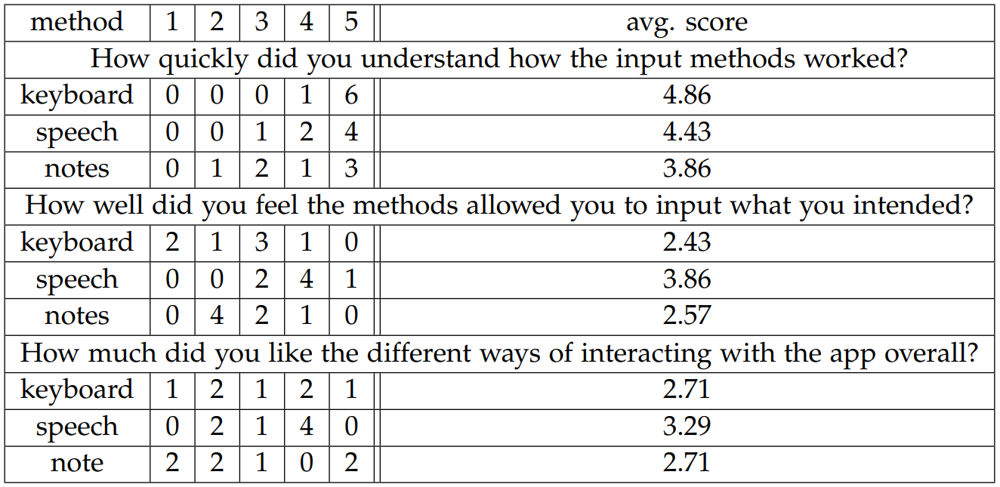 method 1 2 3 4 5 avg. score
How quickly did you understand how the input methods worked?
keyboard 0 0 0 1 6 4.86
speech 0 0 1 2 4 4.43
notes 0 1 2 1 3 3.86
How well did you feel the methods allowed you to input what you intended?
keyboard 2 1 3 1 0 2.43
speech 0 0 2 4 1 3.86
notes 0 4 2 1 0 2.57
How much did you like the different ways of interacting with the app overall?
keyboard 1 2 1 2 1 2.71
speech 0 2 1 4 0 3.29
note 2 2 1 0 2 2.71